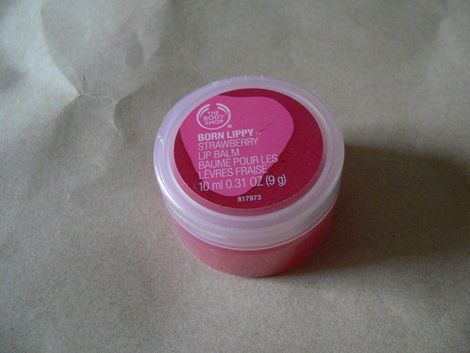 THE
BODY
SHOP
®
BORN LIPPY
STRAWBERRY
LIP BALM
BAUME POUR LES
LÈVRES FRAISE
10 ml 0.31 OZ (9 g)
817973